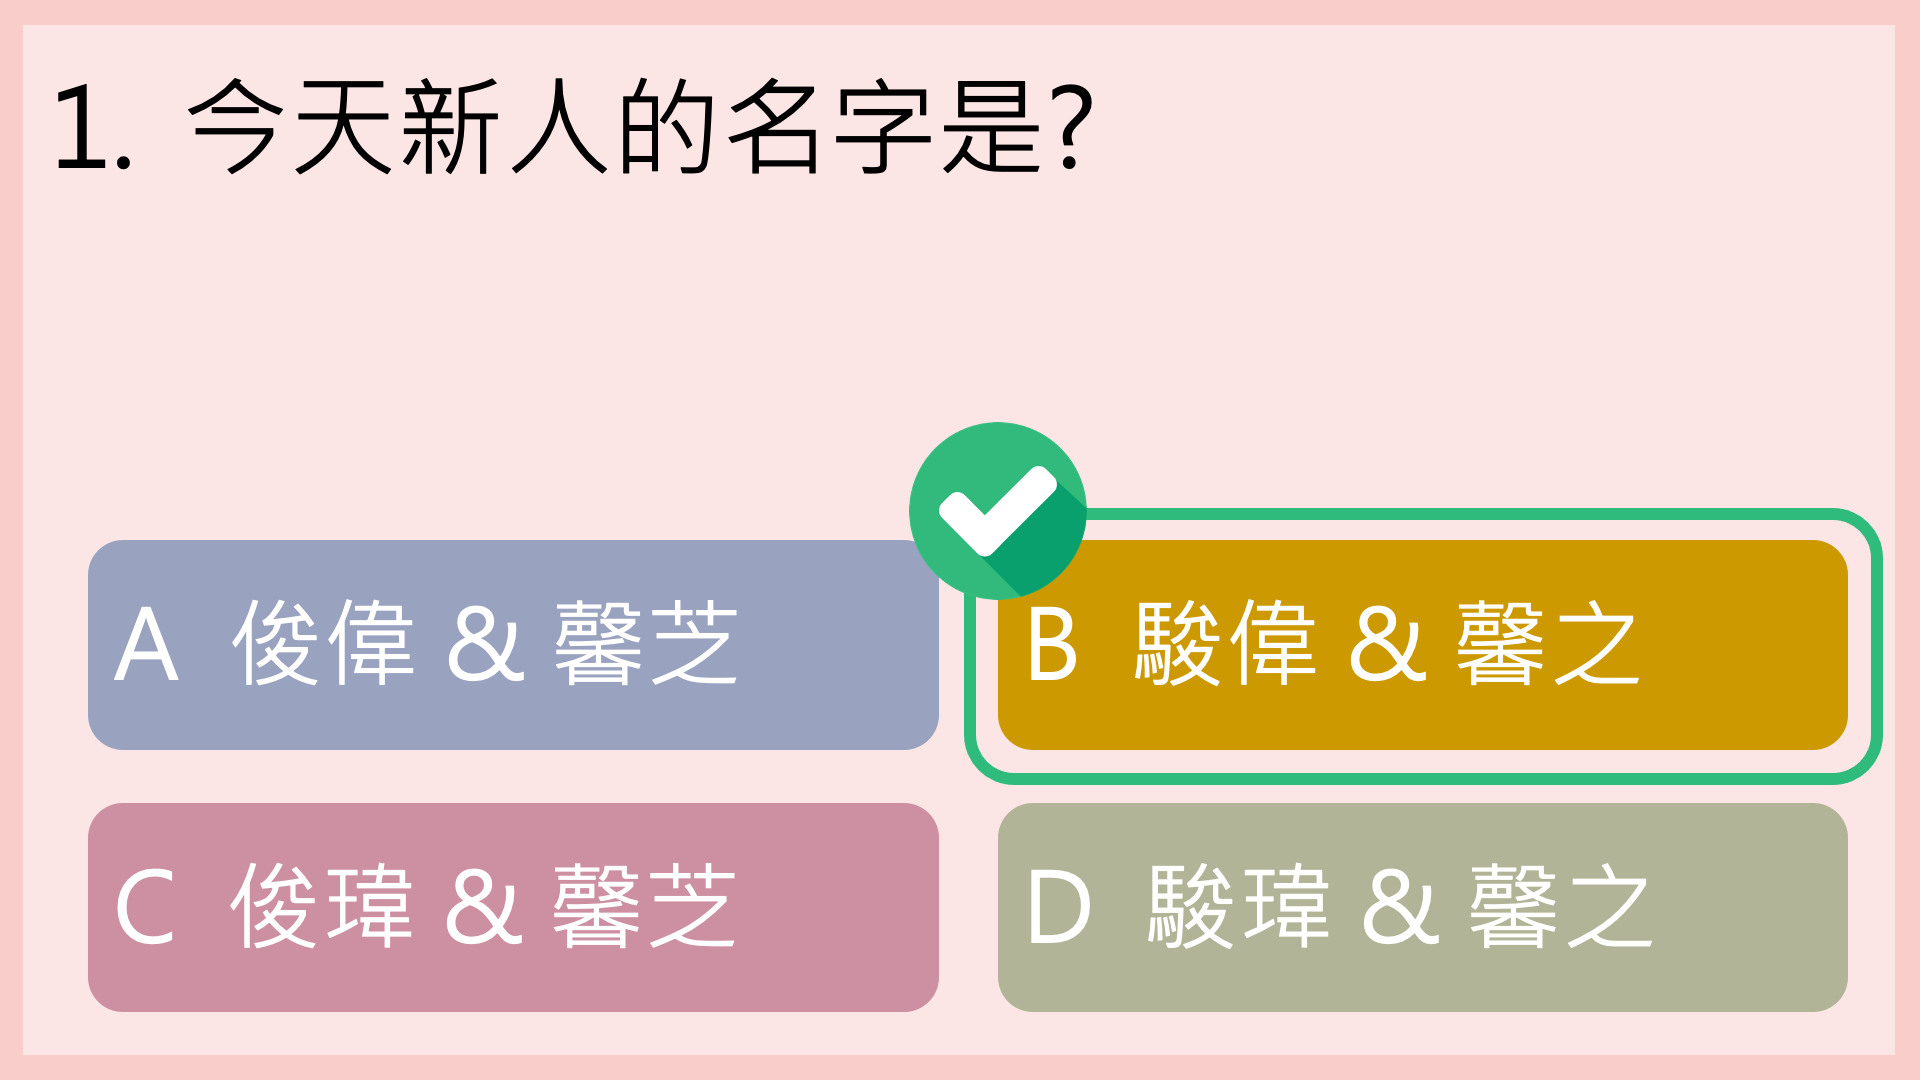 1. 今天新人的名字是?
A 俊偉 & 馨芝
B 駿偉 & 馨之
C 俊瑋 & 馨芝
D 駿瑋 & 馨之